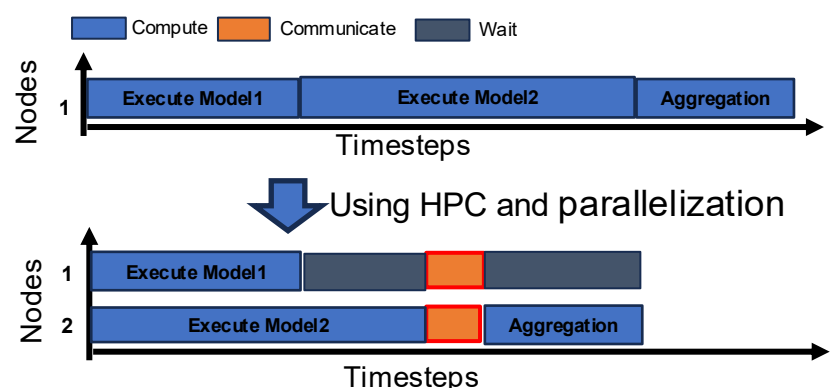 Compute Communicate Wait
Nodes
1
Execute Model1 Execute Model2 Aggregation
Timesteps
Using HPC and parallelization
Nodes
1
Execute Model1
2
Execute Model2 Aggregation
Timesteps